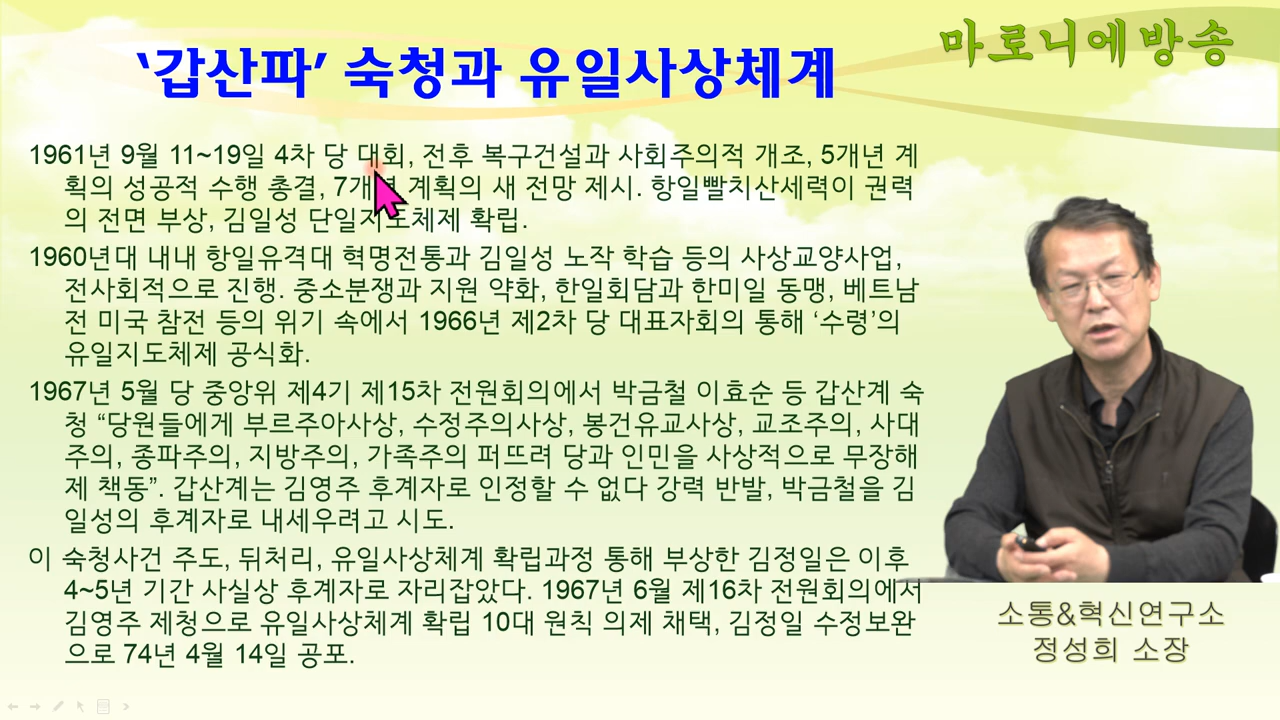 마로니에방송
‘갑산파’ 숙청과 유일사상체계
1961년 9월 11~19일 4차 당 대회, 전후 복구건설과 사회주의적 개조, 5개년 계
획의 성공적 수행 총결, 7개년 계획의 새 전망 제시. 항일빨치산세력이 권력
의 전면 부상, 김일성 단일지도체제 확립.
1960년대 내내 항일유격대 혁명전통과 김일성 노작 학습 등의 사상교양사업,
전사회적으로 진행. 중소분쟁과 지원 약화, 한일회담과 한미일 동맹, 베트남
전 미국 참전 등의 위기 속에서 1966년 제2차 당 대표자회의 통해 ‘수령’의
유일지도체제 공식화.
1967년 5월 당 중앙위 제4기 제15차 전원회의에서 박금철 이효순 등 갑산계 숙
청 “당원들에게 부르주아사상, 수정주의사상, 봉건유교사상, 교조주의, 사대
주의, 종파주의, 지방주의, 가족주의 퍼뜨려 당과 인민을 사상적으로 무장해
제 책동”. 갑산계는 김영주 후계자로 인정할 수 없다 강력 반발, 박금철을 김
일성의 후계자로 내세우려고 시도.
이 숙청사건 주도, 뒤처리, 유일사상체계 확립과정 통해 부상한 김정일은 이후
4~5년 기간 사실상 후계자로 자리잡았다. 1967년 6월 제16차 전원회의에서
김영주 제청으로 유일사상체계 확립 10대 원칙 의제 채택, 김정일 수정보완
으로 74년 4월 14일 공포.
소통&혁신연구소
정성희 소장